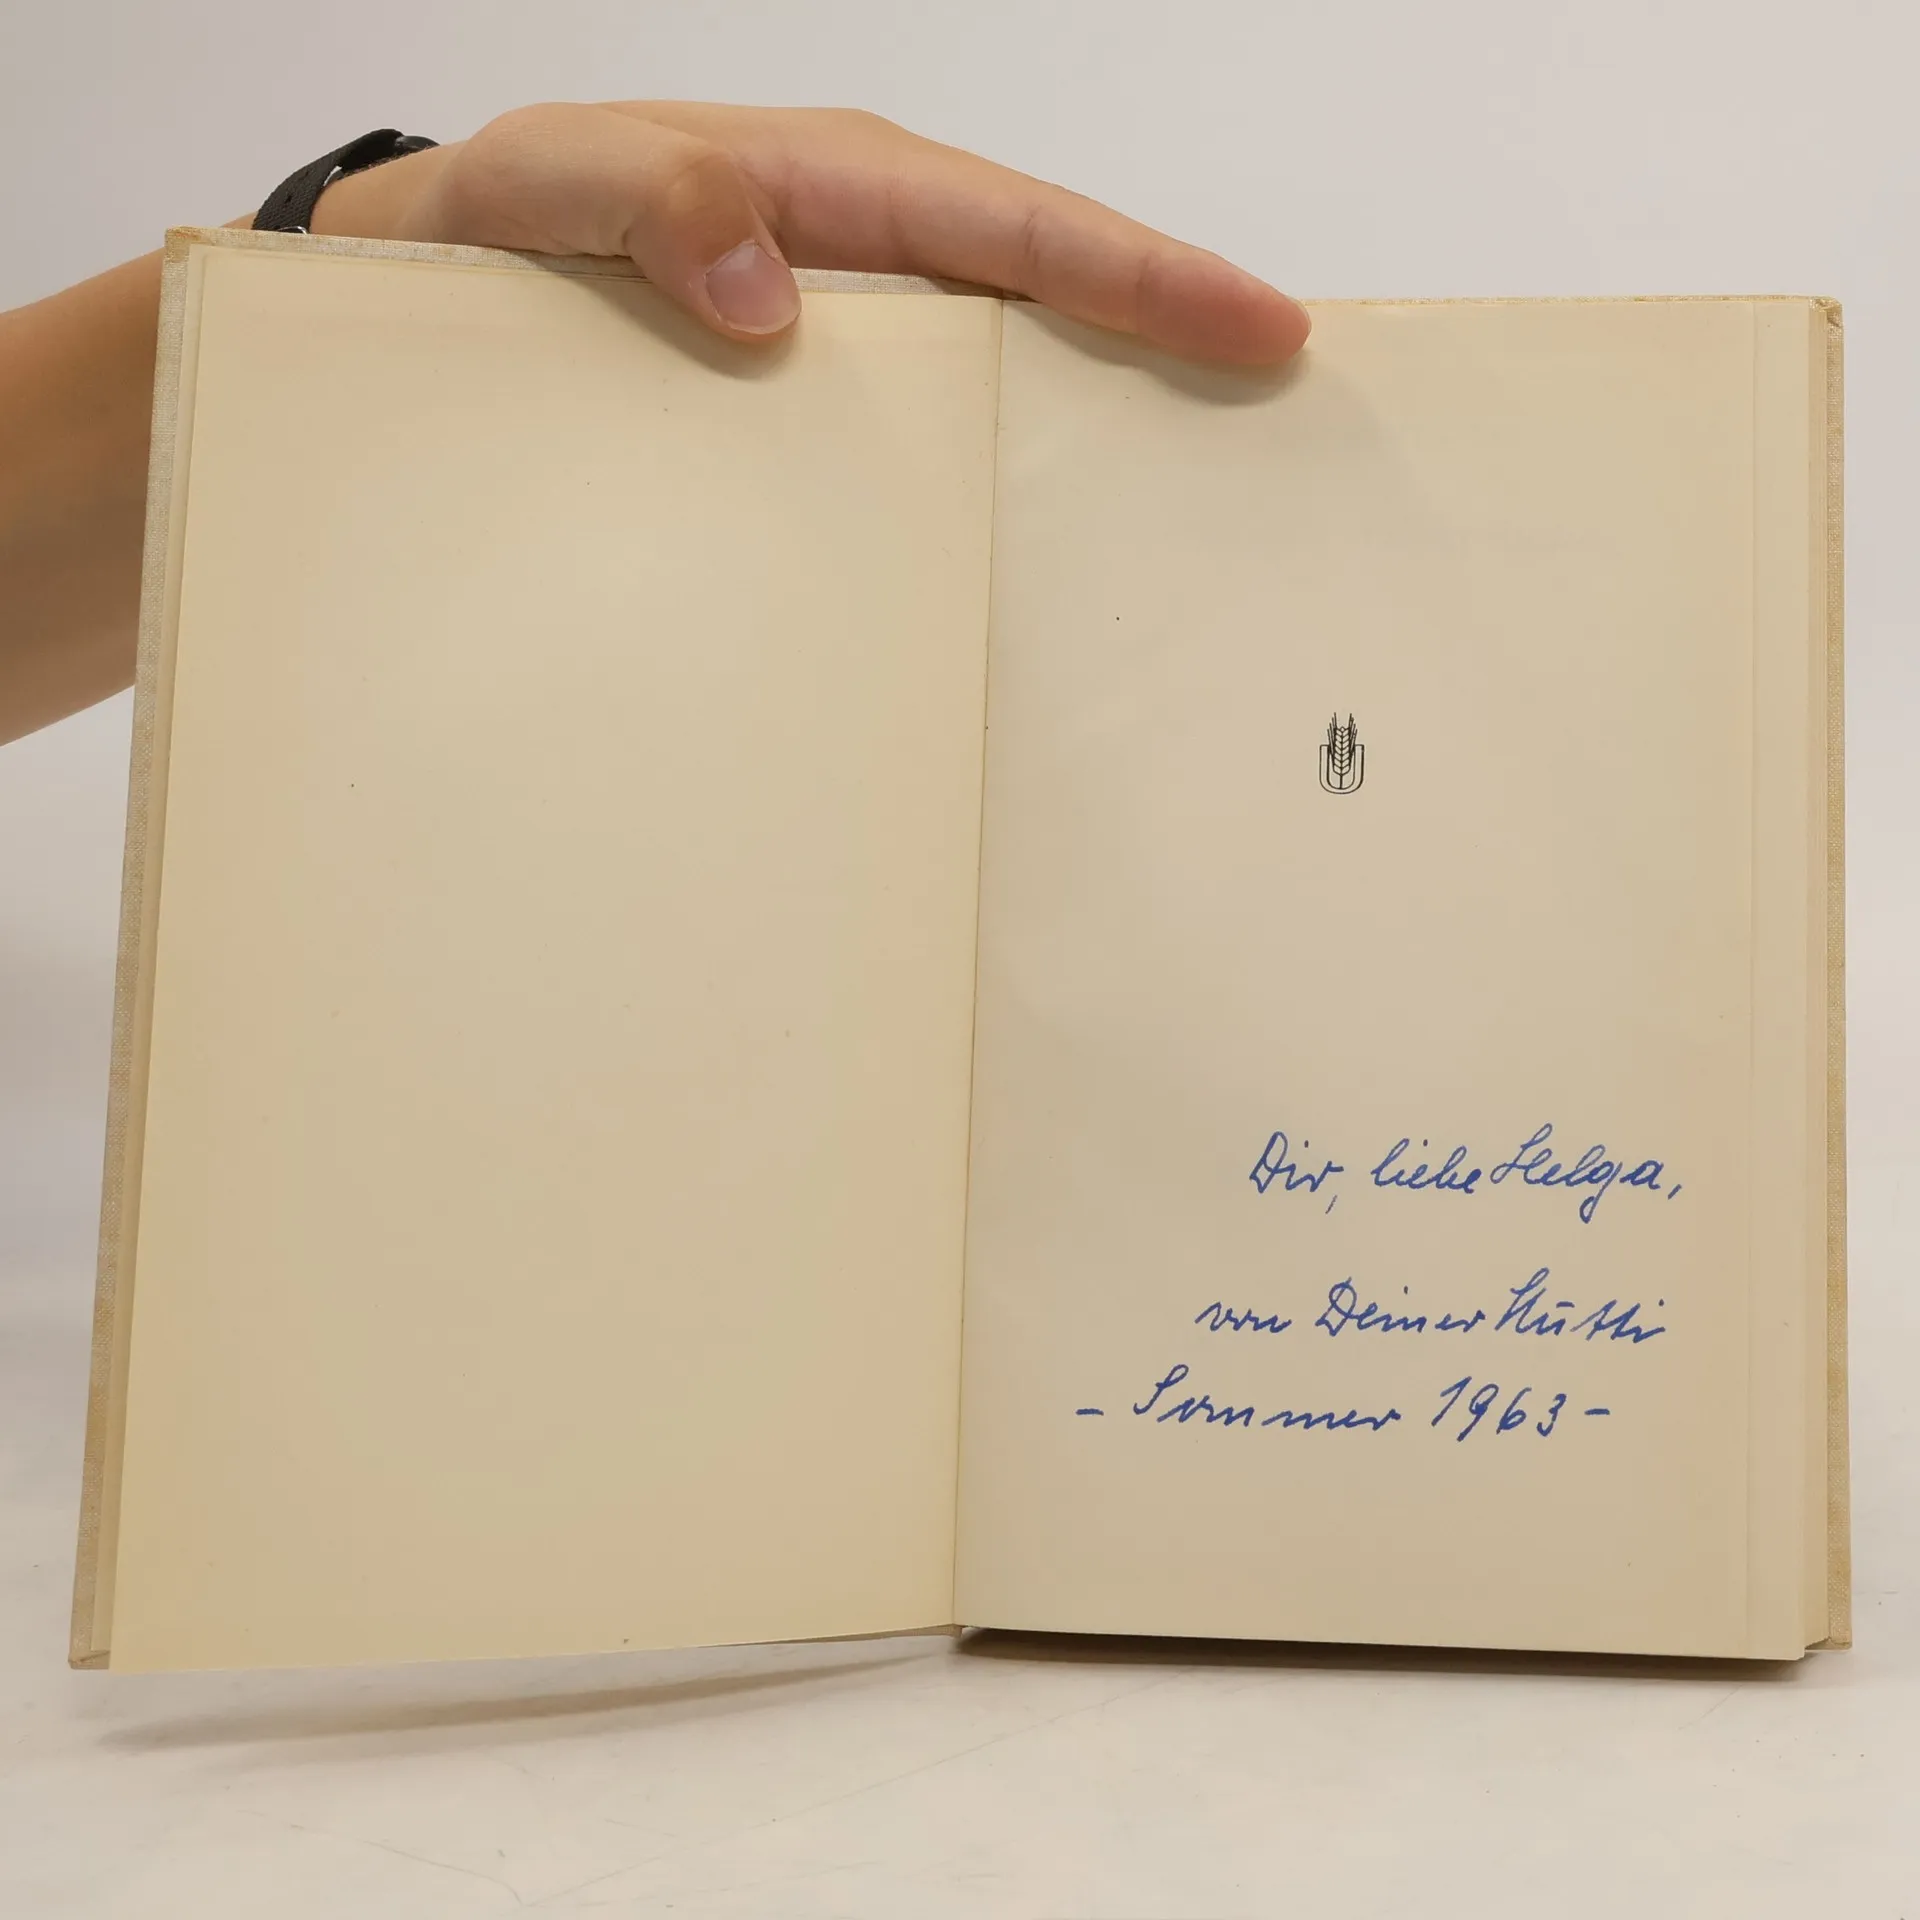 Dir, liebe Helga,
von Deiner Mutti
- Sommer 1963 -